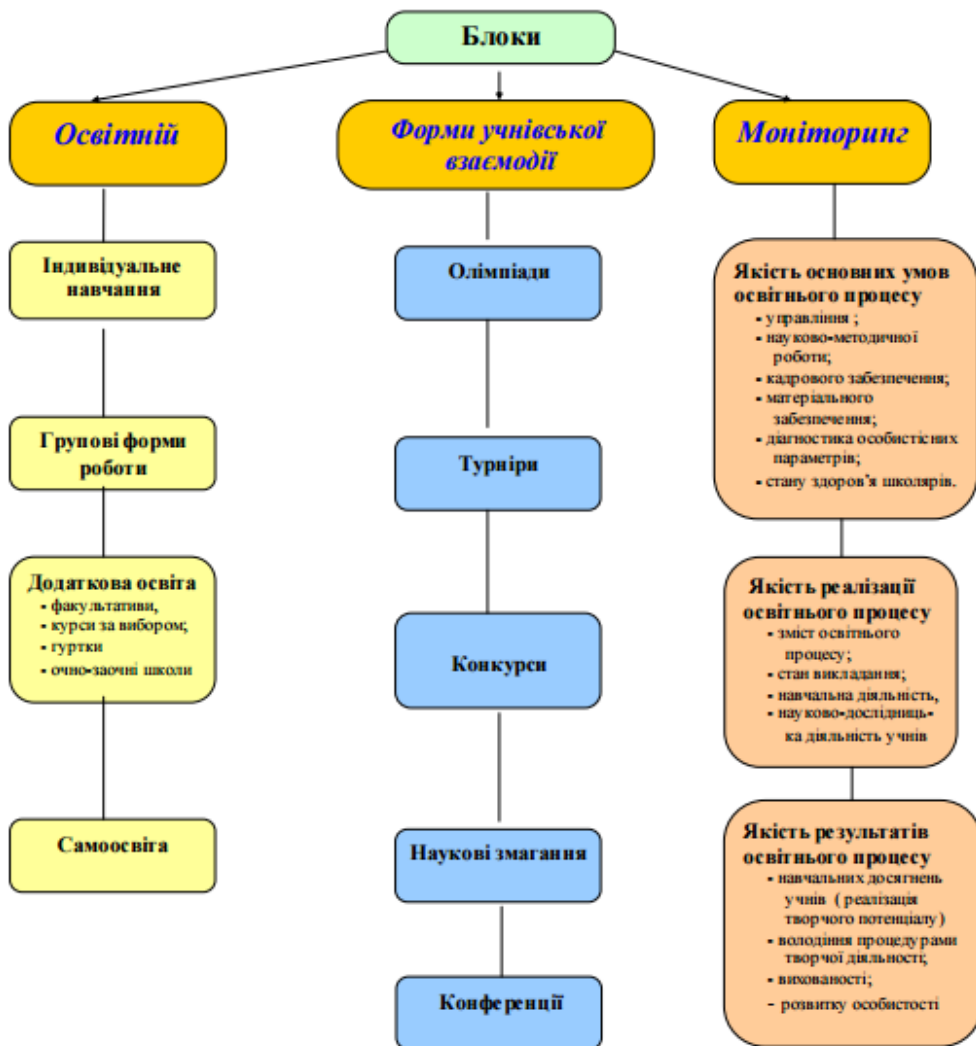 Блоки
Освітній
Індивідуальне
навчання
Групові форми
роботи
Додаткова освіта
- факультативи,
- курси за вибором;
- гуртки
- очно-заочні школи
Самоосвіта
Форми учнівської
взаємодії
Олімпіади
Турніри
Конкурси
Наукові змагання
Конференції
Моніторинг
Якість основних умов
освітнього процесу
- управління ;
- науково-методичної
роботи;
- кадрового забезпечення;
- матеріального
забезпечення;
- діагностика особистісних
параметрів;
- стану здоров’я школярів.
Якість реалізації
освітнього процесу
- зміст освітнього
процесу;
- стан викладання;
- навчальна діяльність,
- науково-дослідниць-
ка діяльність учнів
Якість результатів
освітнього процесу
- навчальних досягнень
учнів ( реалізація
творчого потенціалу)
- володіння процедурами
творчої діяльності;
- вихованості;
- розвитку особистості